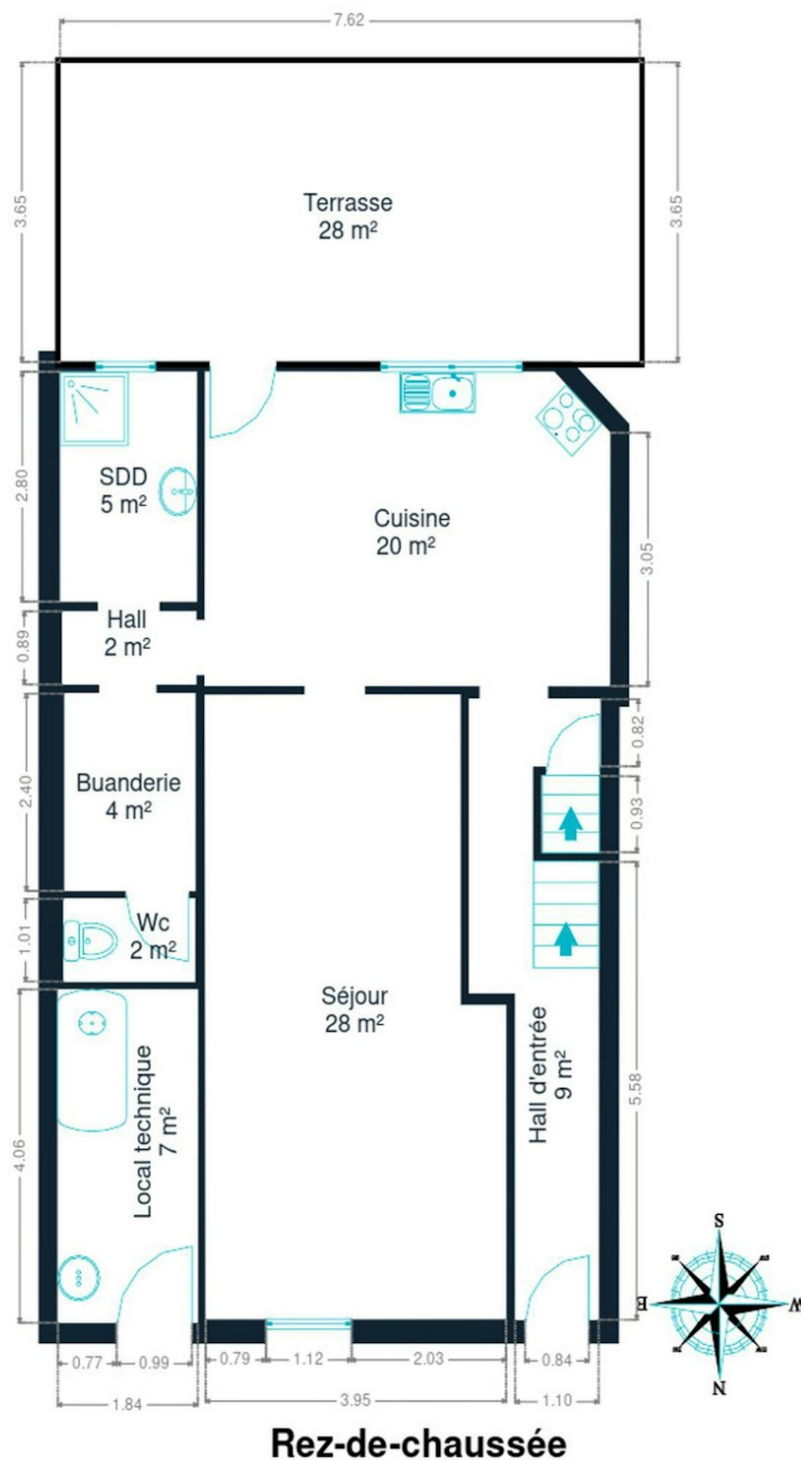 7.62
3.65
3.65
Terrasse
28 m²
2.80
SDD
5 m²
Cuisine
20 m²
3.05
0.89
Hall
2 m²
0.82
2.40
Buanderie
4 m²
0.93
1.01
Wc
2 m²
Séjour
28 m²
Hall d'entrée
9 m²
5.58
Local technique
7 m²
4.06
S
E
W
N
0.77
0.99
0.79
1.12
2.03
0.84
1.84
3.95
1.10
Rez-de-chaussée